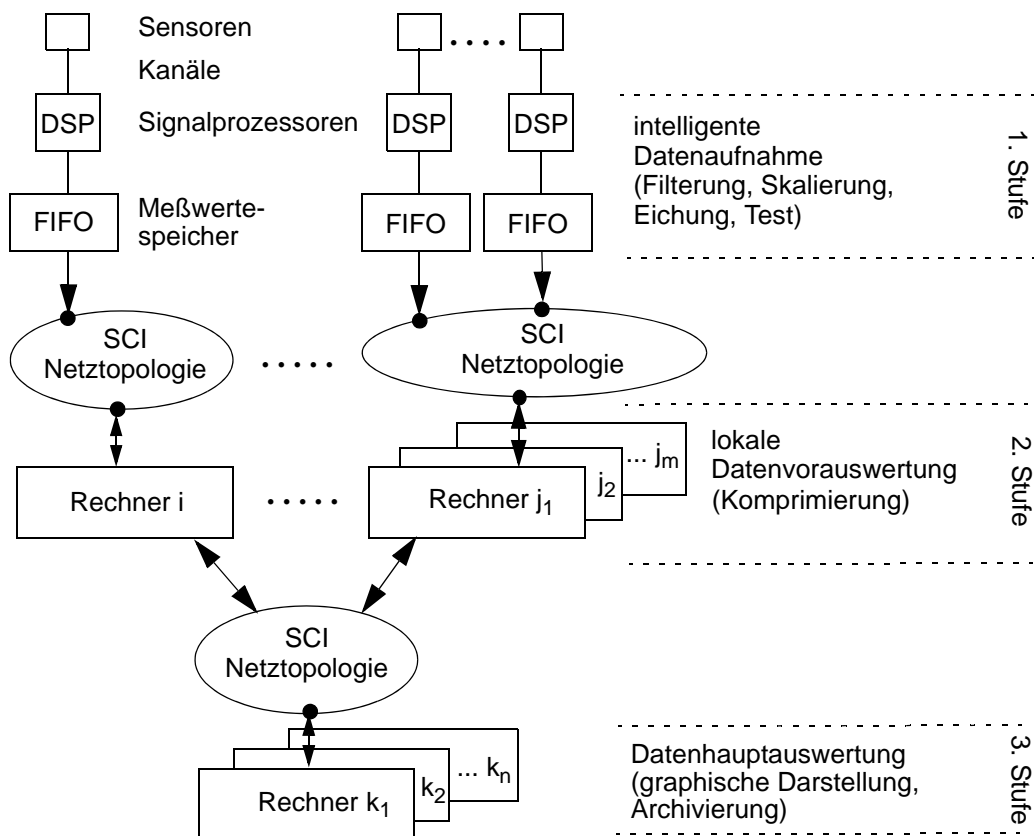 Sensoren
. . . .
Kanäle
DSP
Signalprozessoren
DSP
DSP
intelligente
Datenaufnahme
(Filterung, Skalierung,
Eichung, Test)
1. Stufe
FIFO
Meßwerte-
speicher
FIFO
FIFO
SCI
Netztopologie
. . . . .
SCI
Netztopologie
lokale
Datenvorauswertung
(Komprimierung)
2. Stufe
Rechner i
. . . . .
Rechner j1
j2
... jm
SCI
Netztopologie
Rechner k1
k2
... kn
Datenhauptauswertung
(graphische Darstellung,
Archivierung)
3. Stufe